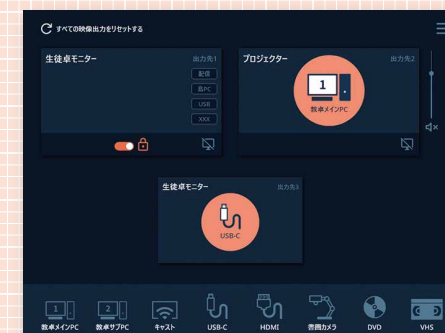 すべての映像出力をリセットする
生徒卓モニター 出力先1
配信
XXX
USB
プロジェクター 出力先2
1
教卓メインPC
生徒卓モニター 出力先3
USB-C
1
教卓メインPC
2
教卓サブPC
キャスト
USB-C
HDMI
書画カメラ
DVD
VHS